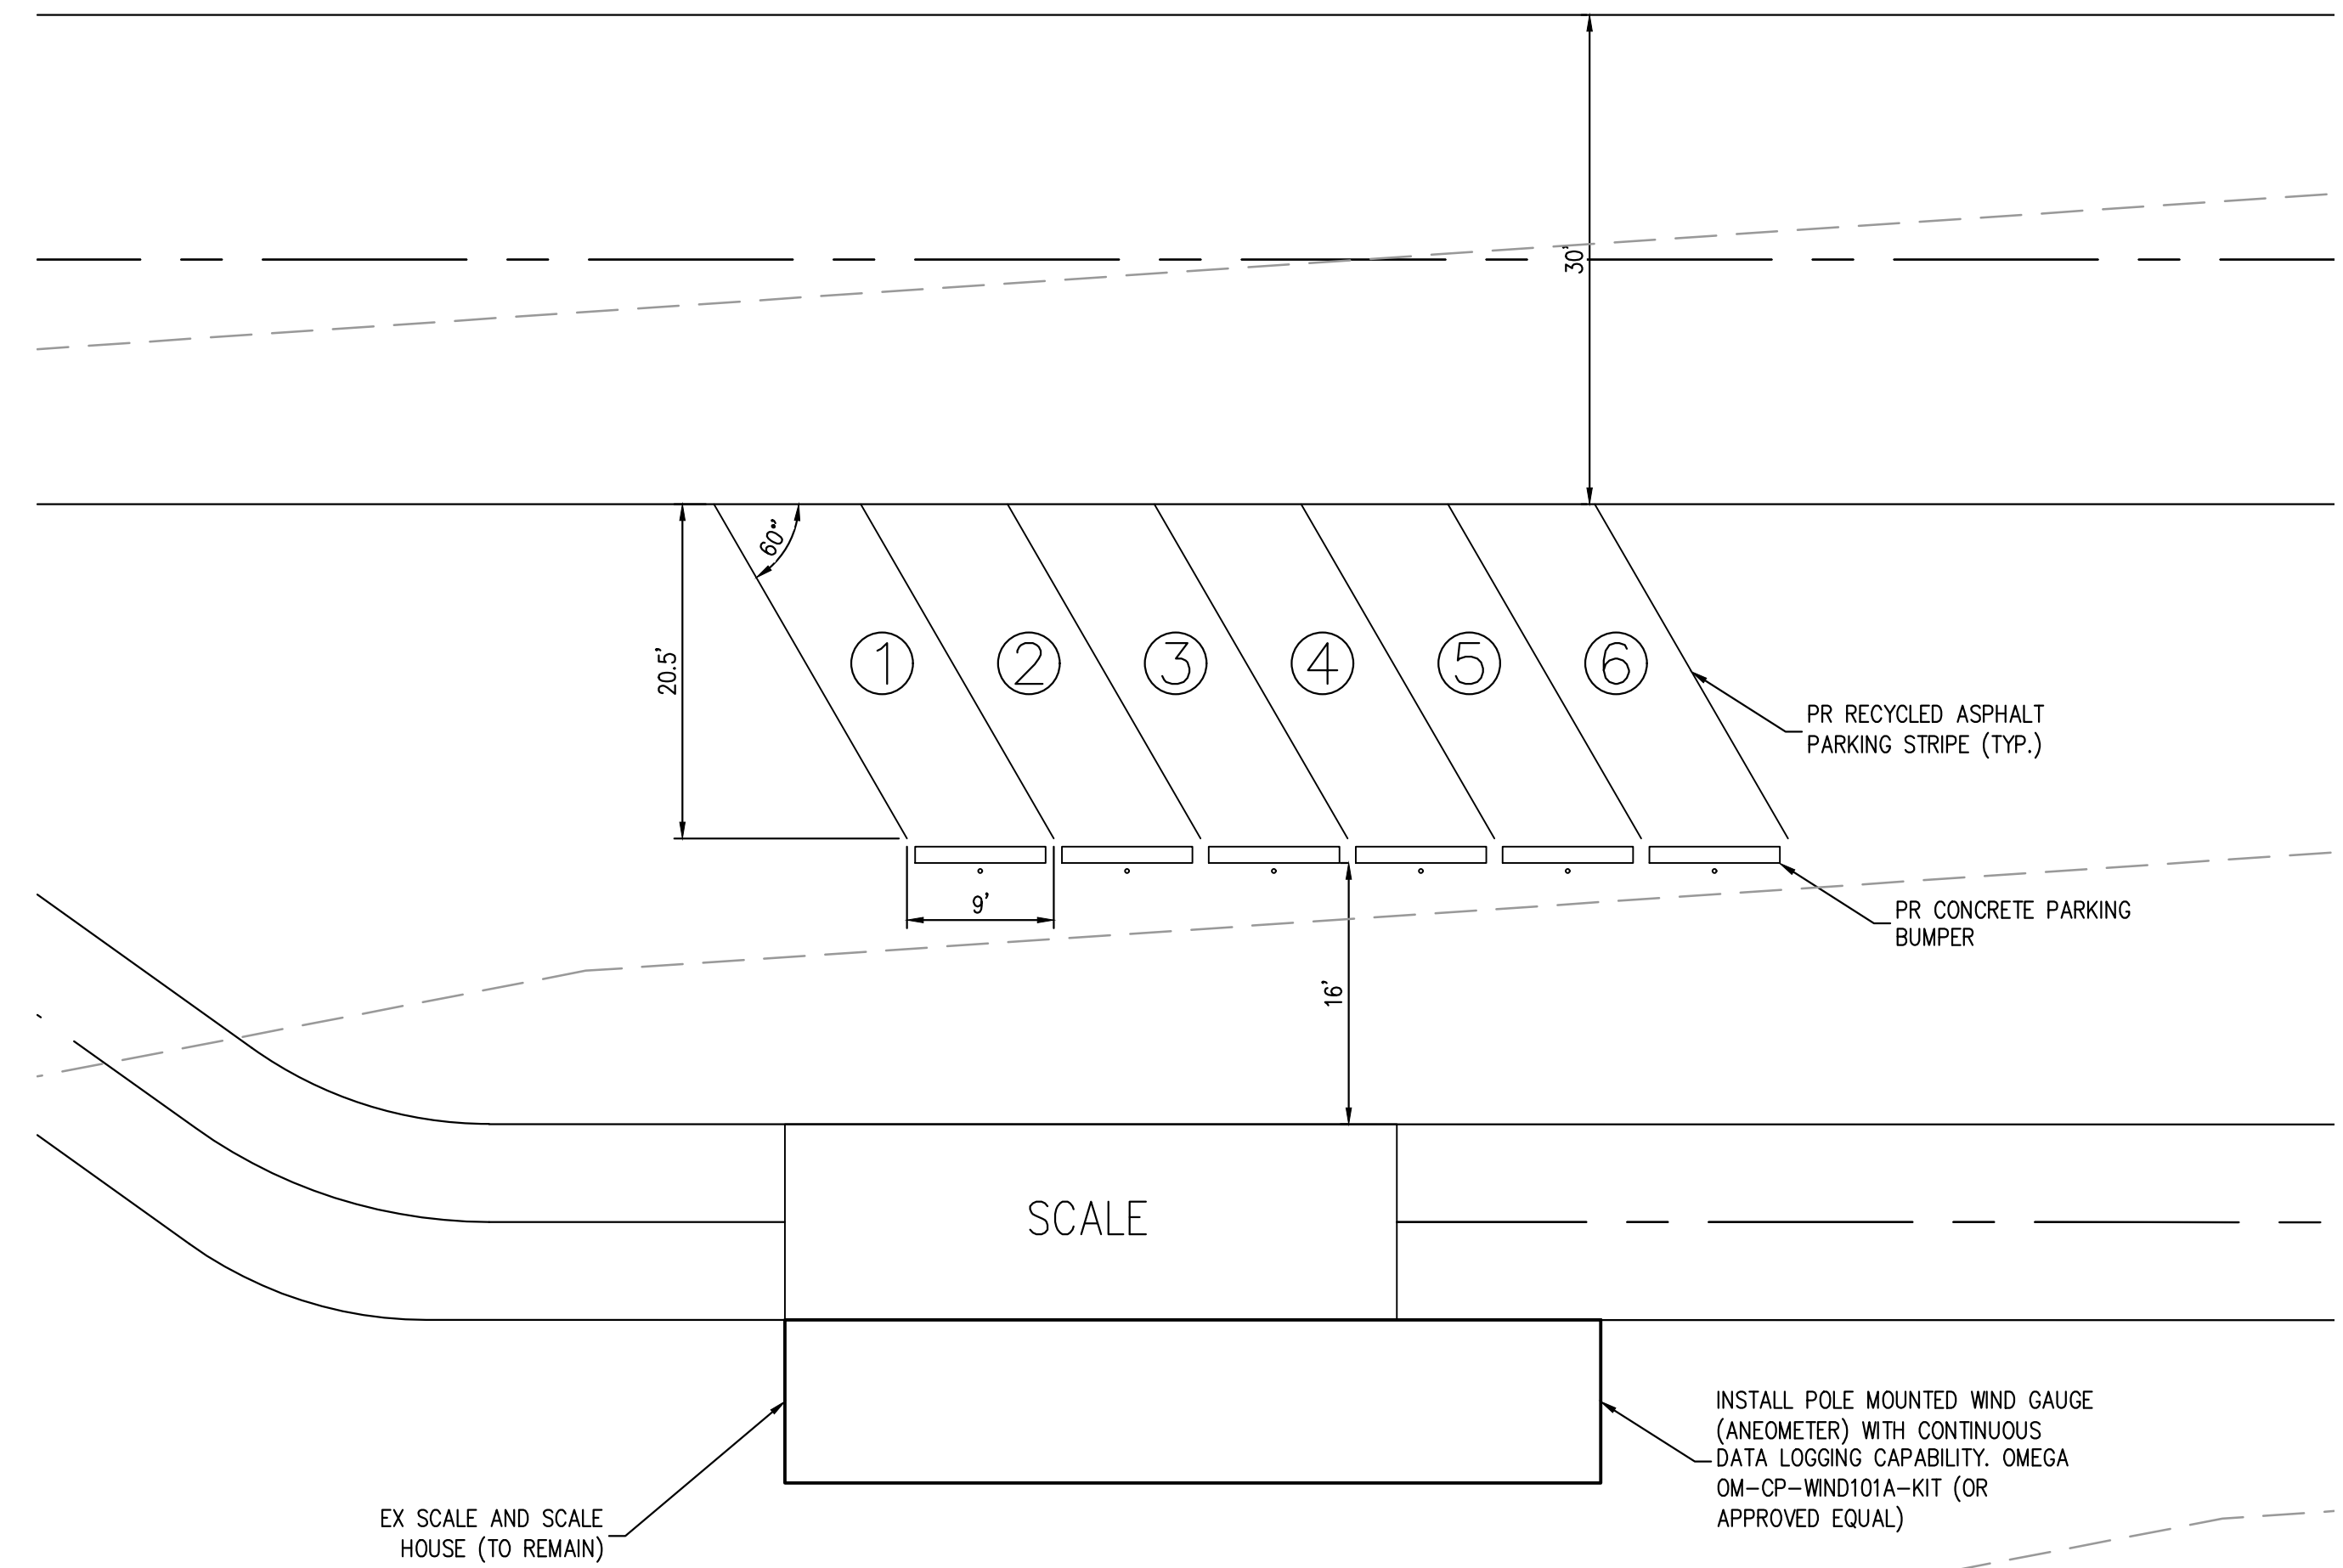 30'
60°
20.5'
1
2
3
4
5
6
PR RECYCLED ASPHALT
PARKING STRIPE (TYP.)
9'
PR CONCRETE PARKING
BUMPER
16'
SCALE
INSTALL POLE MOUNTED WIND GAUGE
(ANEOMETER) WITH CONTINUOUS
DATA LOGGING CAPABILITY. OMEGA
OM-CP-WIND101A-KIT (OR
APPROVED EQUAL)
EX SCALE AND SCALE
HOUSE (TO REMAIN)